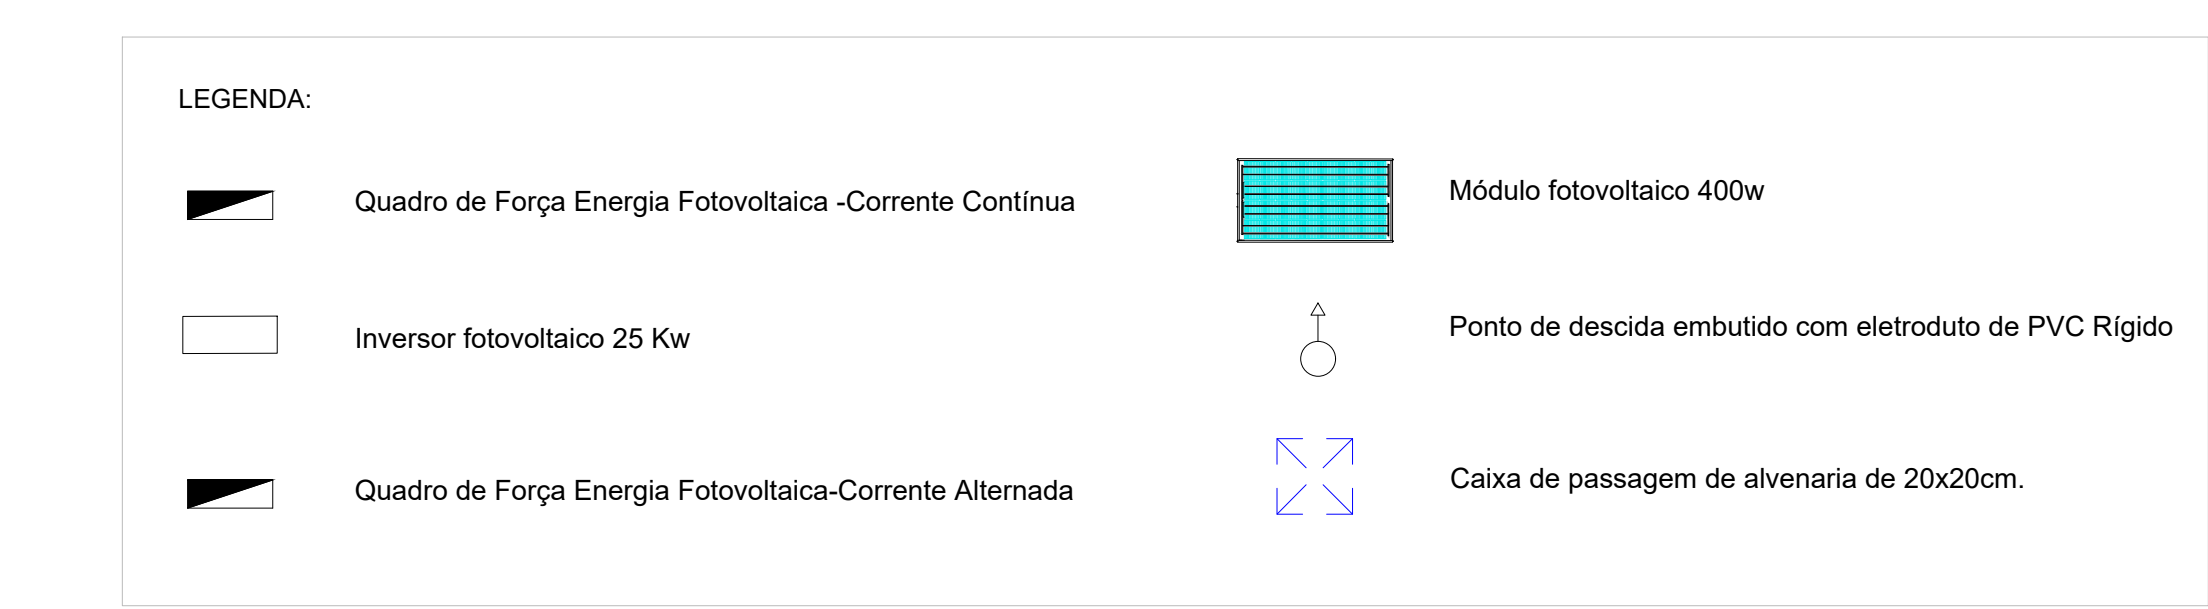 LEGENDA:
Quadro de Força Energia Fotovoltaica -Corrente Contínua
Inversor fotovoltaico 25 Kw
Quadro de Força Energia Fotovoltaica-Corrente Alternada
Módulo fotovoltaico 400w
Ponto de descida embutido com eletroduto de PVC Rígido
Caixa de passagem de alvenaria de 20x20cm.